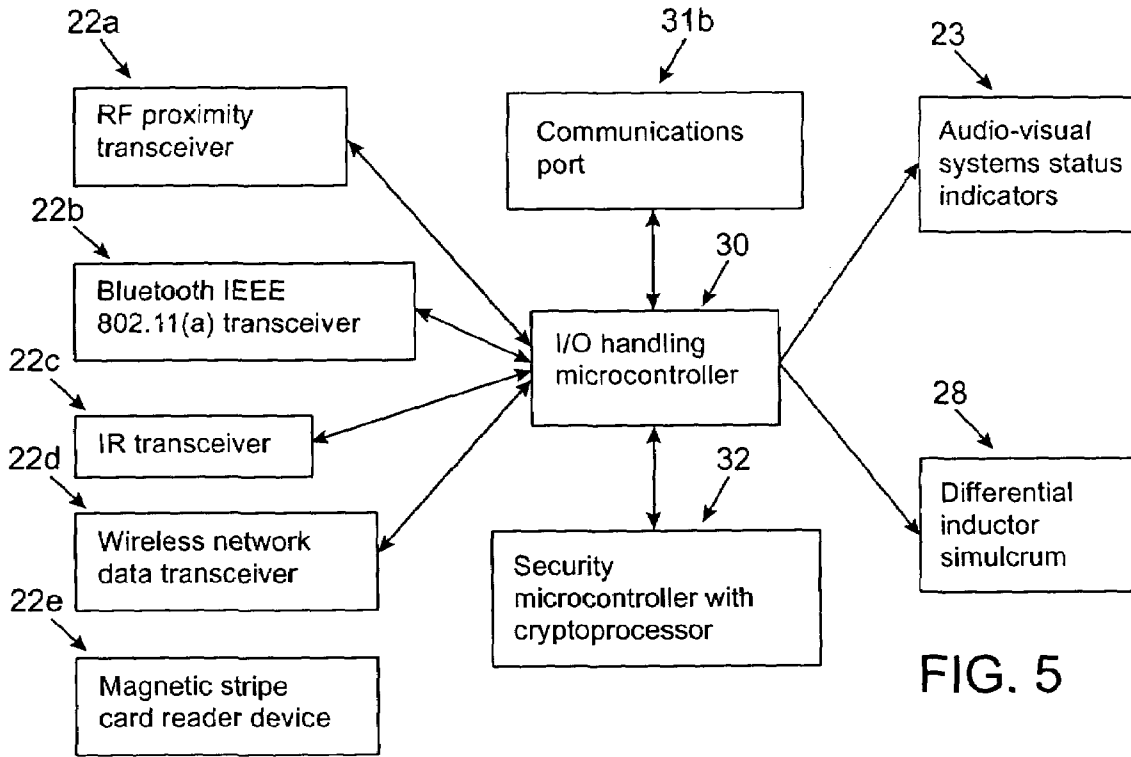 22a
RF proximity
transceiver
22b
Bluetooth IEEE
802.11(a) transceiver
22c
IR transceiver
22d
Wireless network
data transceiver
22e
Magnetic stripe
card reader device
31b
Communications
port
30
I/O handling
microcontroller
32
Security
microcontroller with
cryptoprocessor
23
Audio-visual
systems status
indicators
28
Differential
inductor
simulcrum
FIG. 5